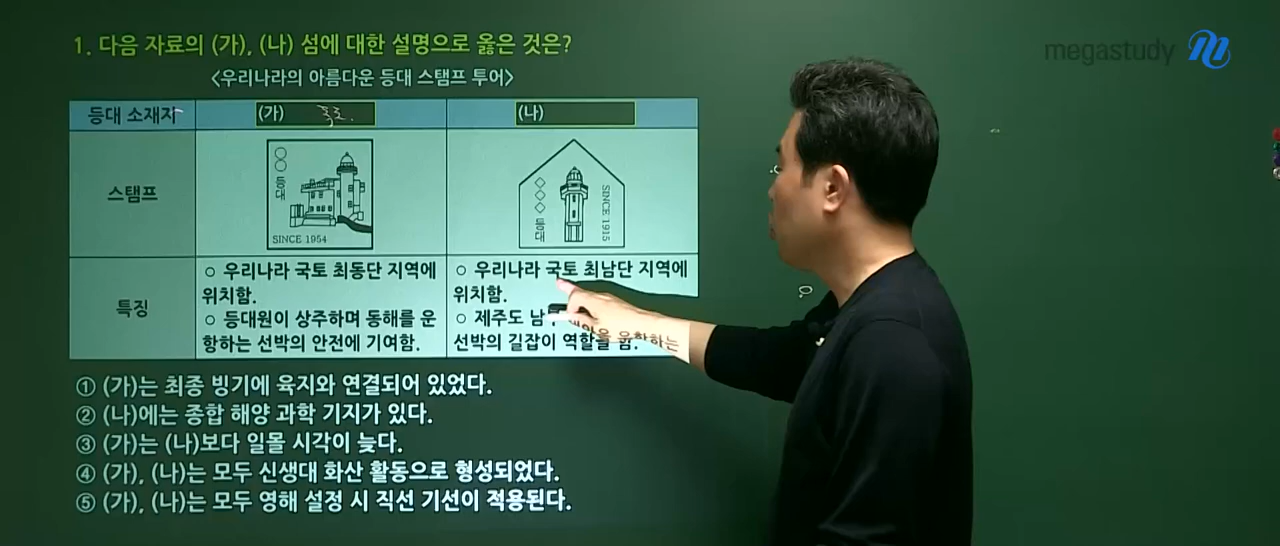 1. 다음 자료의 (가), (나) 섬에 대한 설명으로 옳은 것은?
megastudy
<우리나라의 아름다운 등대 스탬프 투어>
등대 소재지 (가) 독도. (나)
스탬프
○○등대
SINCE 1954
◇◇◇등대
SINCE 1915
특징
○ 우리나라 국토 최동단 지역에
위치함.
○ 등대원이 상주하며 동해를 운
항하는 선박의 안전에 기여함.
○ 우리나라 국토 최남단 지역에
위치함.
○ 제주도 남부 해안을 운항하는
선박의 길잡이 역할을 함.
① (가)는 최종 빙기에 육지와 연결되어 있었다.
② (나)에는 종합 해양 과학 기지가 있다.
③ (가)는 (나)보다 일몰 시각이 늦다.
④ (가), (나)는 모두 신생대 화산 활동으로 형성되었다.
⑤ (가), (나)는 모두 영해 설정 시 직선 기선이 적용된다.